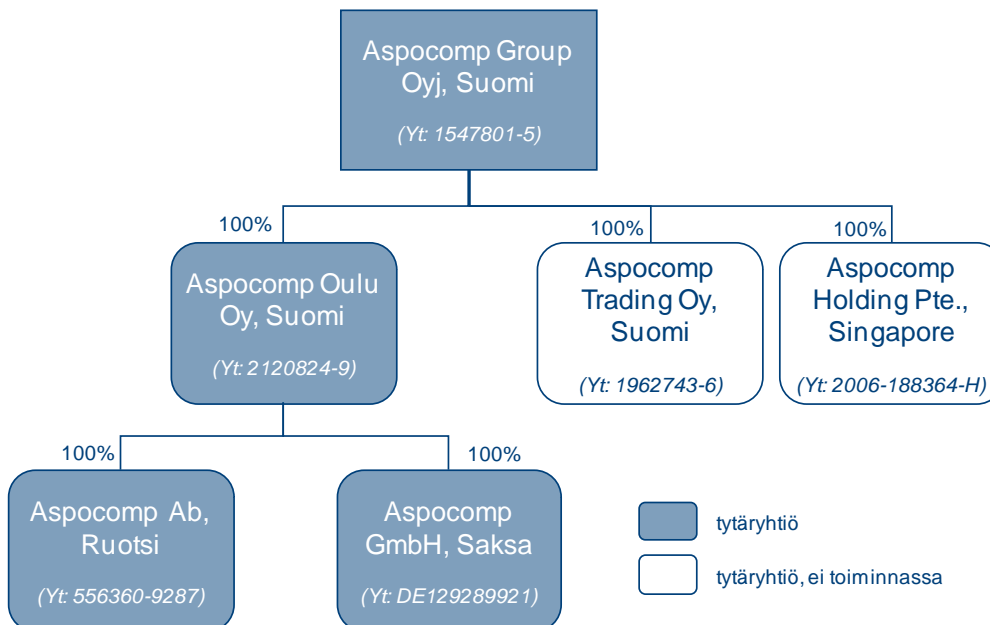 Aspocomp Group
Oyj, Suomi
(Yt: 1547801-5)
100%
100%
100%
Aspocomp Oulu
Oy, Suomi
(Yt: 2120824-9)
Aspocomp
Trading Oy,
Suomi
(Yt: 1962743-6)
Aspocomp
Holding Pte.,
Singapore
(Yt: 2006-188364-H)
100%
100%
Aspocomp Ab,
Ruotsi
(Yt: 556360-9287)
Aspocomp
GmbH, Saksa
(Yt: DE129289921)
tytäryhtiö
tytäryhtiö, ei toiminnassa